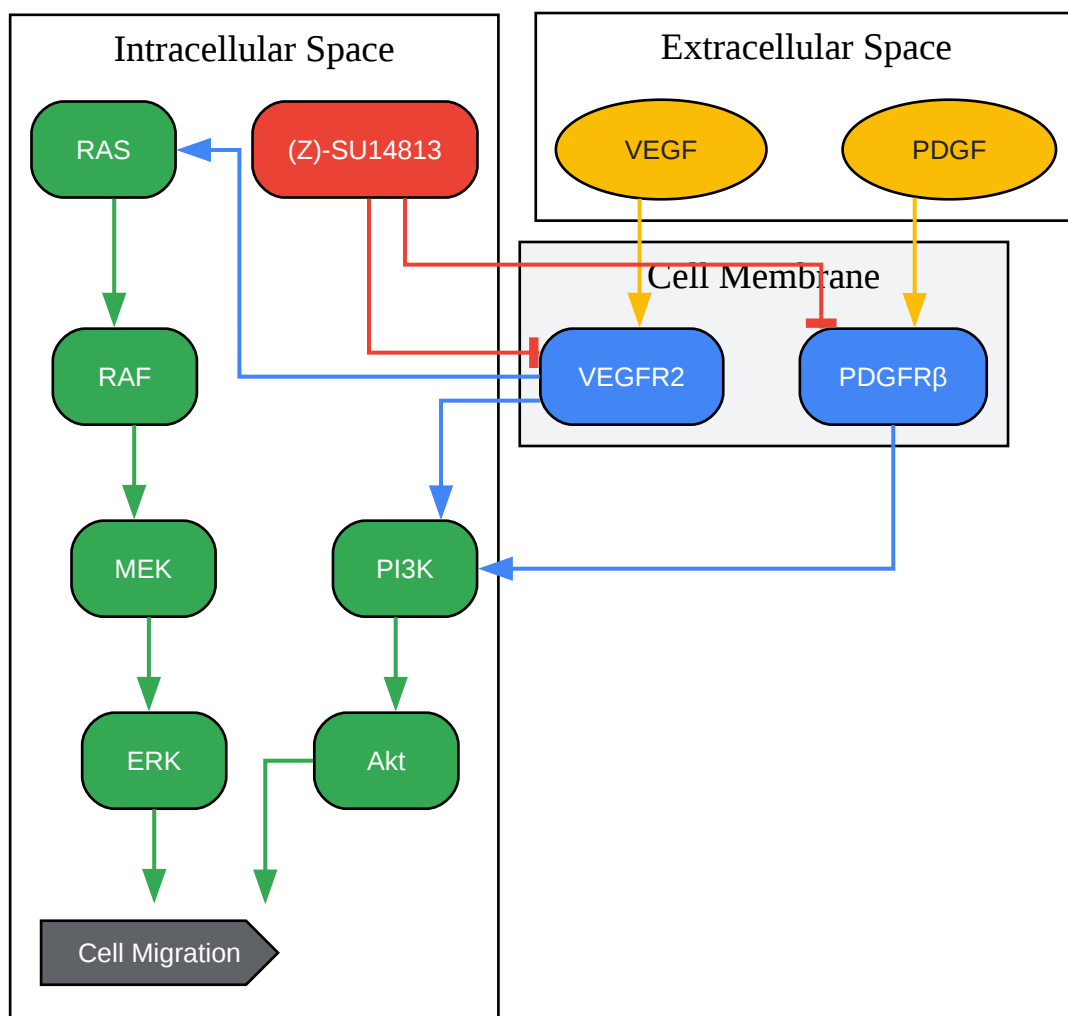 Intracellular Space
Extracellular Space
RAS
(Z)-SU14813
VEGF
PDGF
Cell Membrane
RAF
VEGFR2
PDGFRβ
MEK
PI3K
ERK
Akt
Cell Migration